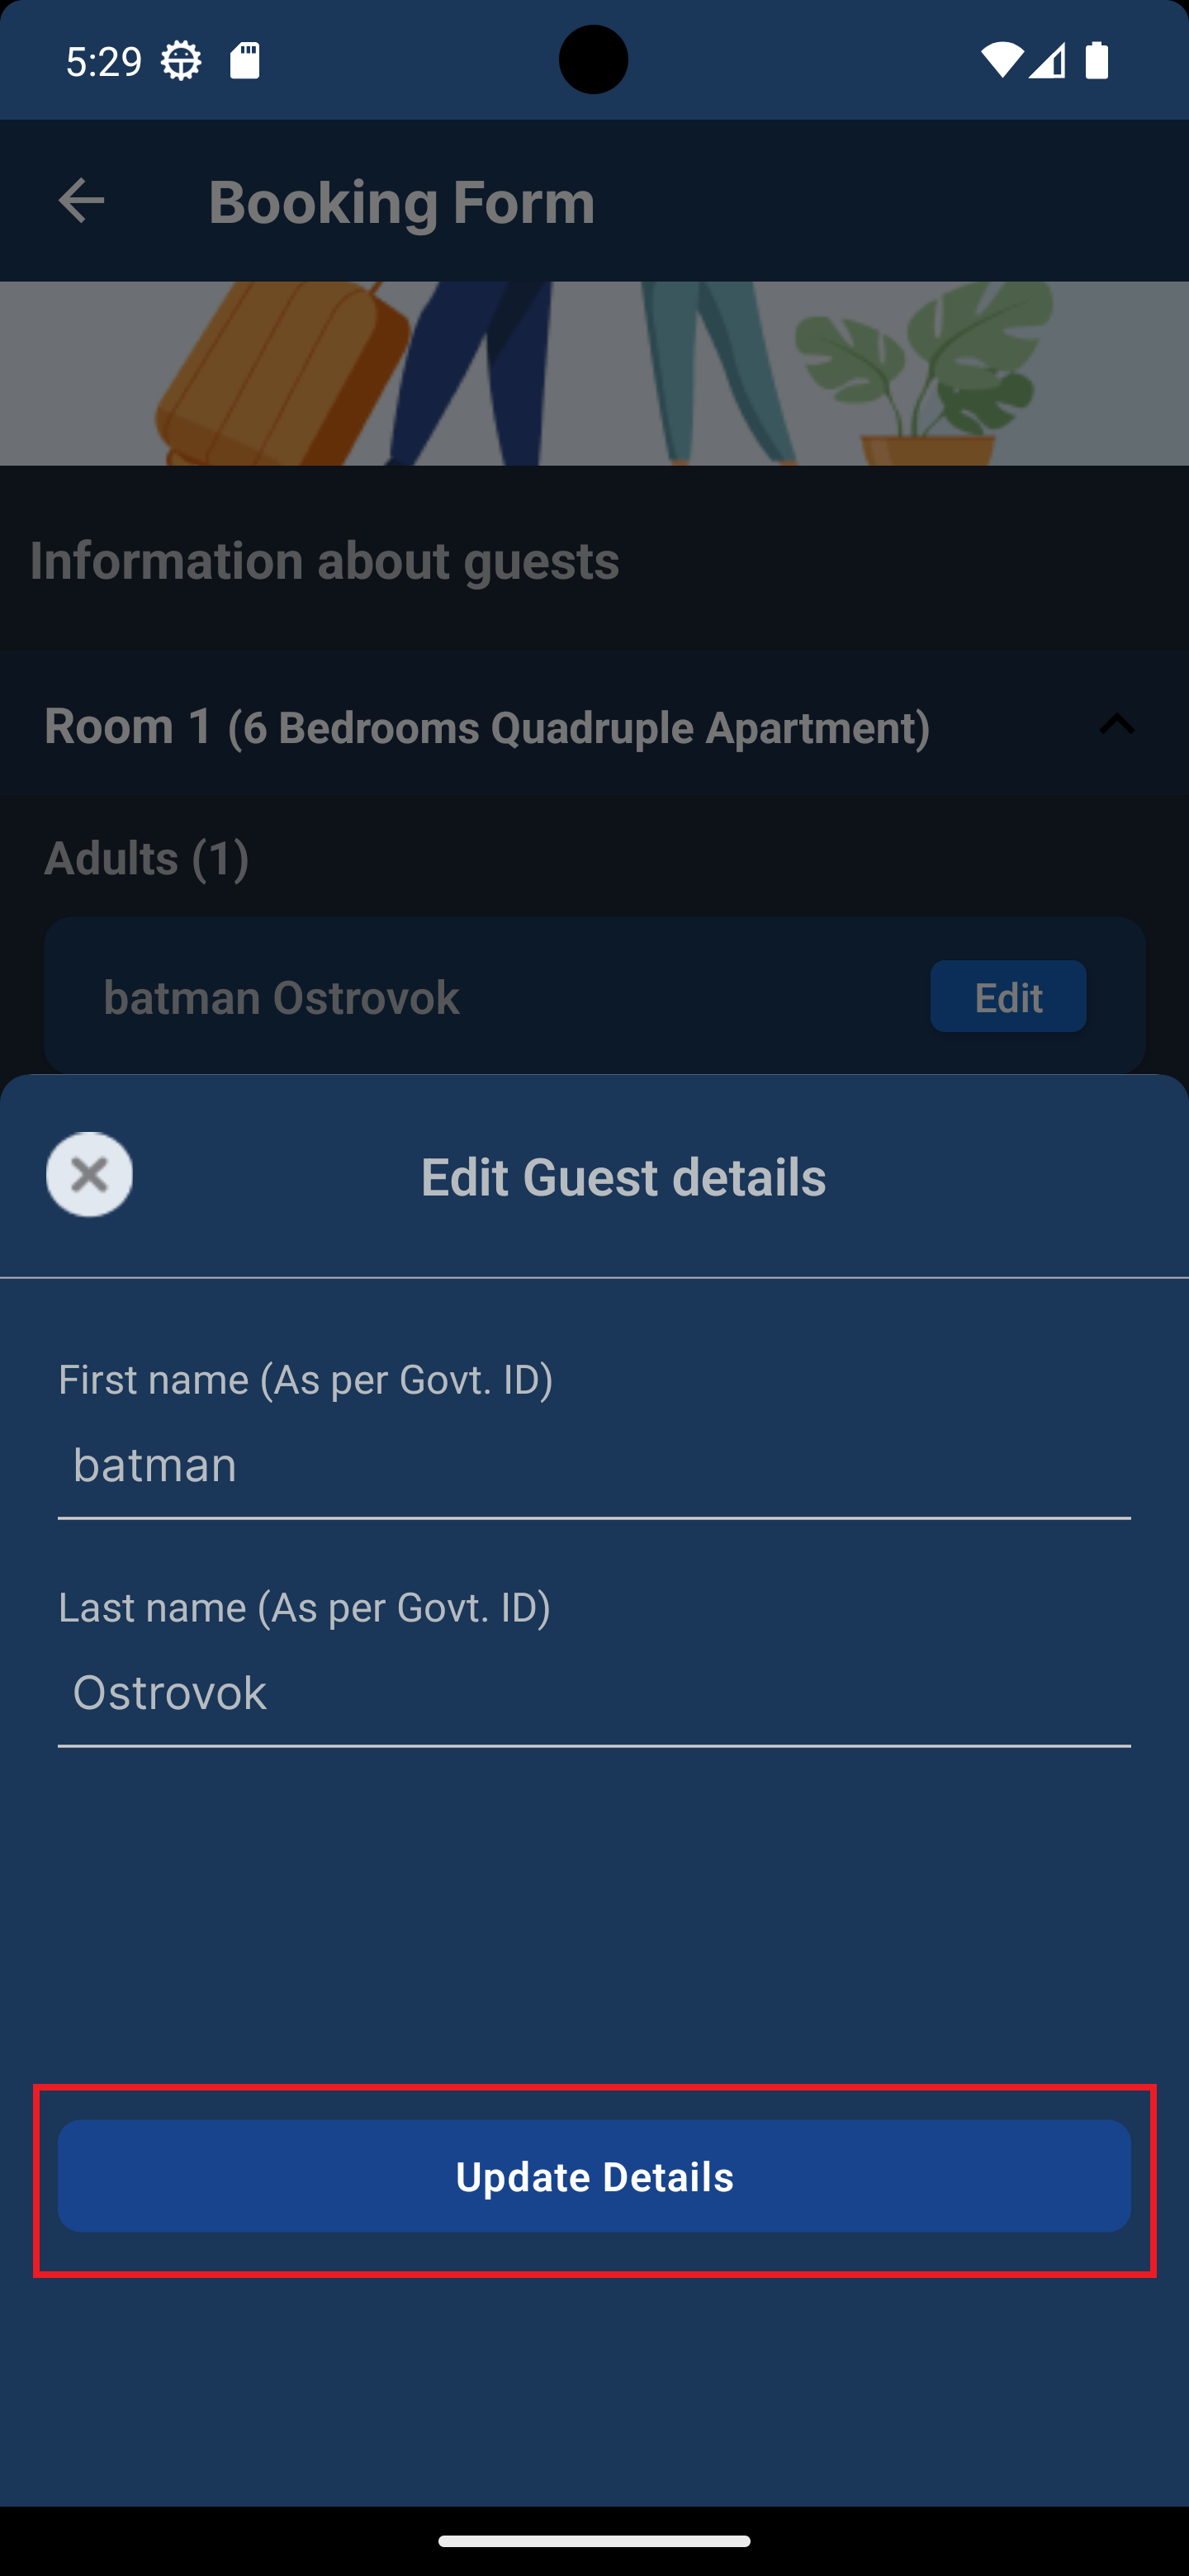 5:29
Booking Form
Information about guests
Room 1 (6 Bedrooms Quadruple Apartment)
Adults (1)
batman Ostrovok
Edit
Edit Guest details
First name (As per Govt. ID)
batman
Last name (As per Govt. ID)
Ostrovok
Update Details